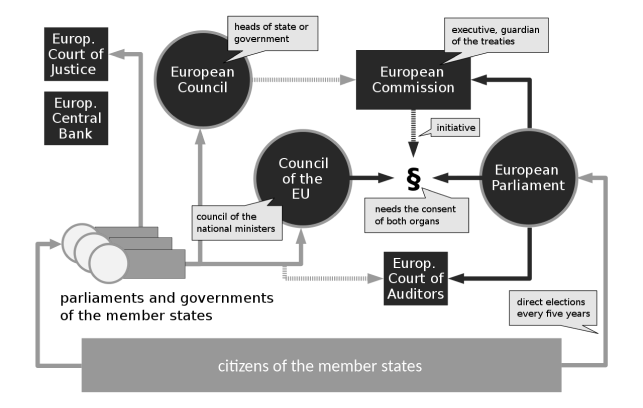 heads of state or
government
executive, guardian
of the treaties
Europ.
Court of
Justice
European
Council
European
Commission
Europ.
Central
Bank
initiative
Council
of the
EU
§
European
Parliament
council of the
national ministers
needs the consent
of both organs
Europ.
Court of
Auditors
parliaments and governments
of the member states
direct elections
every five years
citizens of the member states